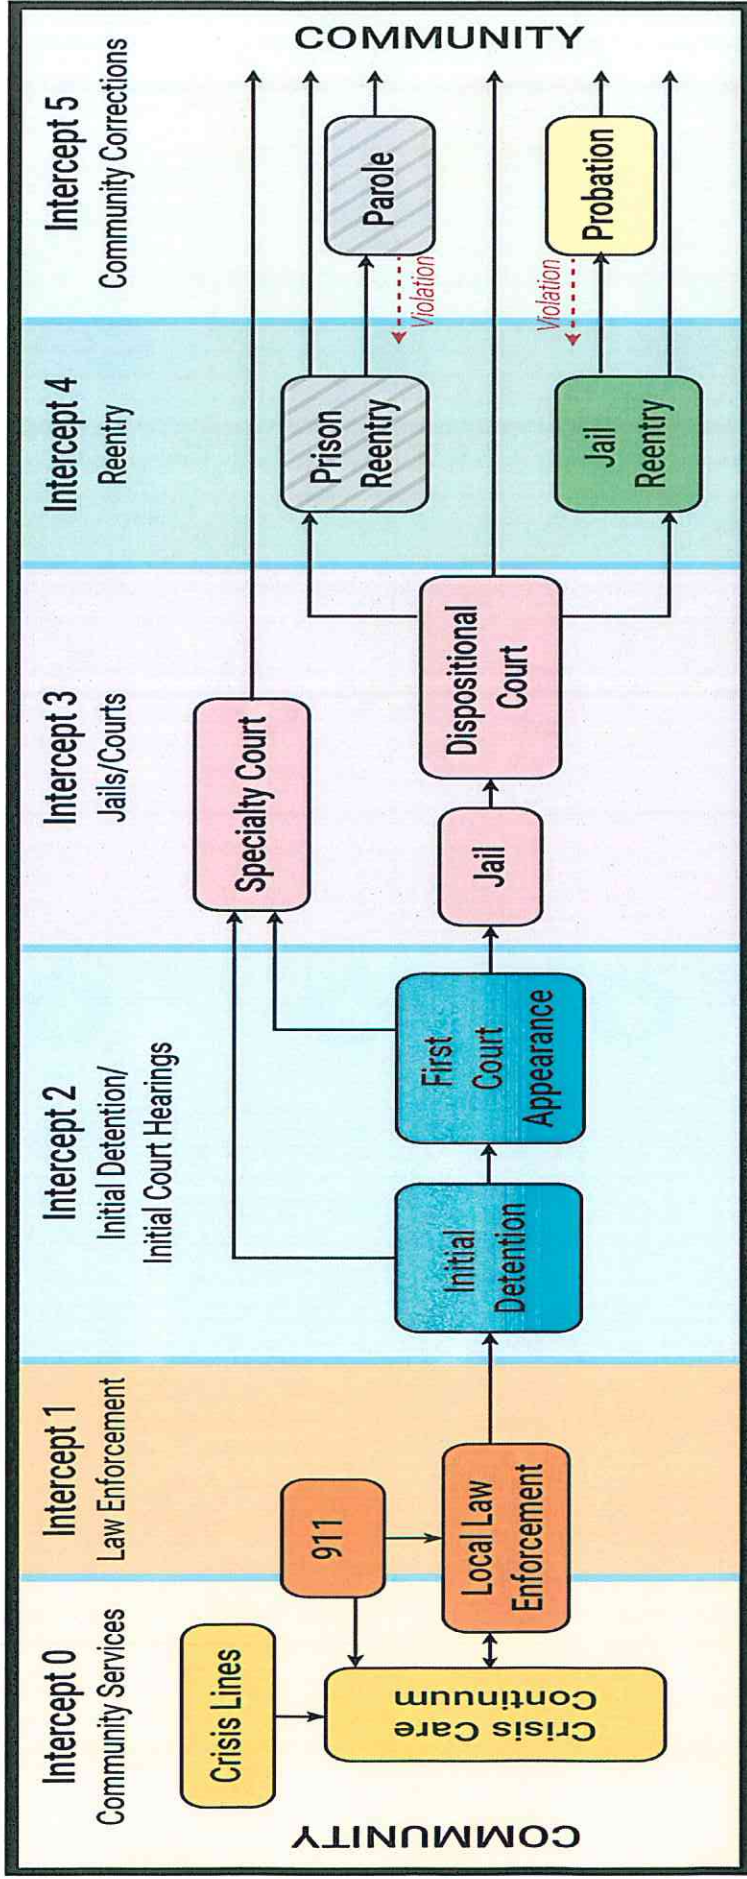 COMMUNITY
Intercept 0
Community Services
Crisis Lines
Crisis Care
Continuum
Intercept 1
Law Enforcement
911
Local Law
Enforcement
Intercept 2
Initial Detention/
Initial Court Hearings
Initial
Detention
First
Court
Appearance
Intercept 3
Jails/Courts
Specialty Court
Jail
Dispositional
Court
Intercept 4
Reentry
Prison
Reentry
Jail
Reentry
Intercept 5
Community Corrections
Parole
Violation
Violation
Probation
COMMUNITY